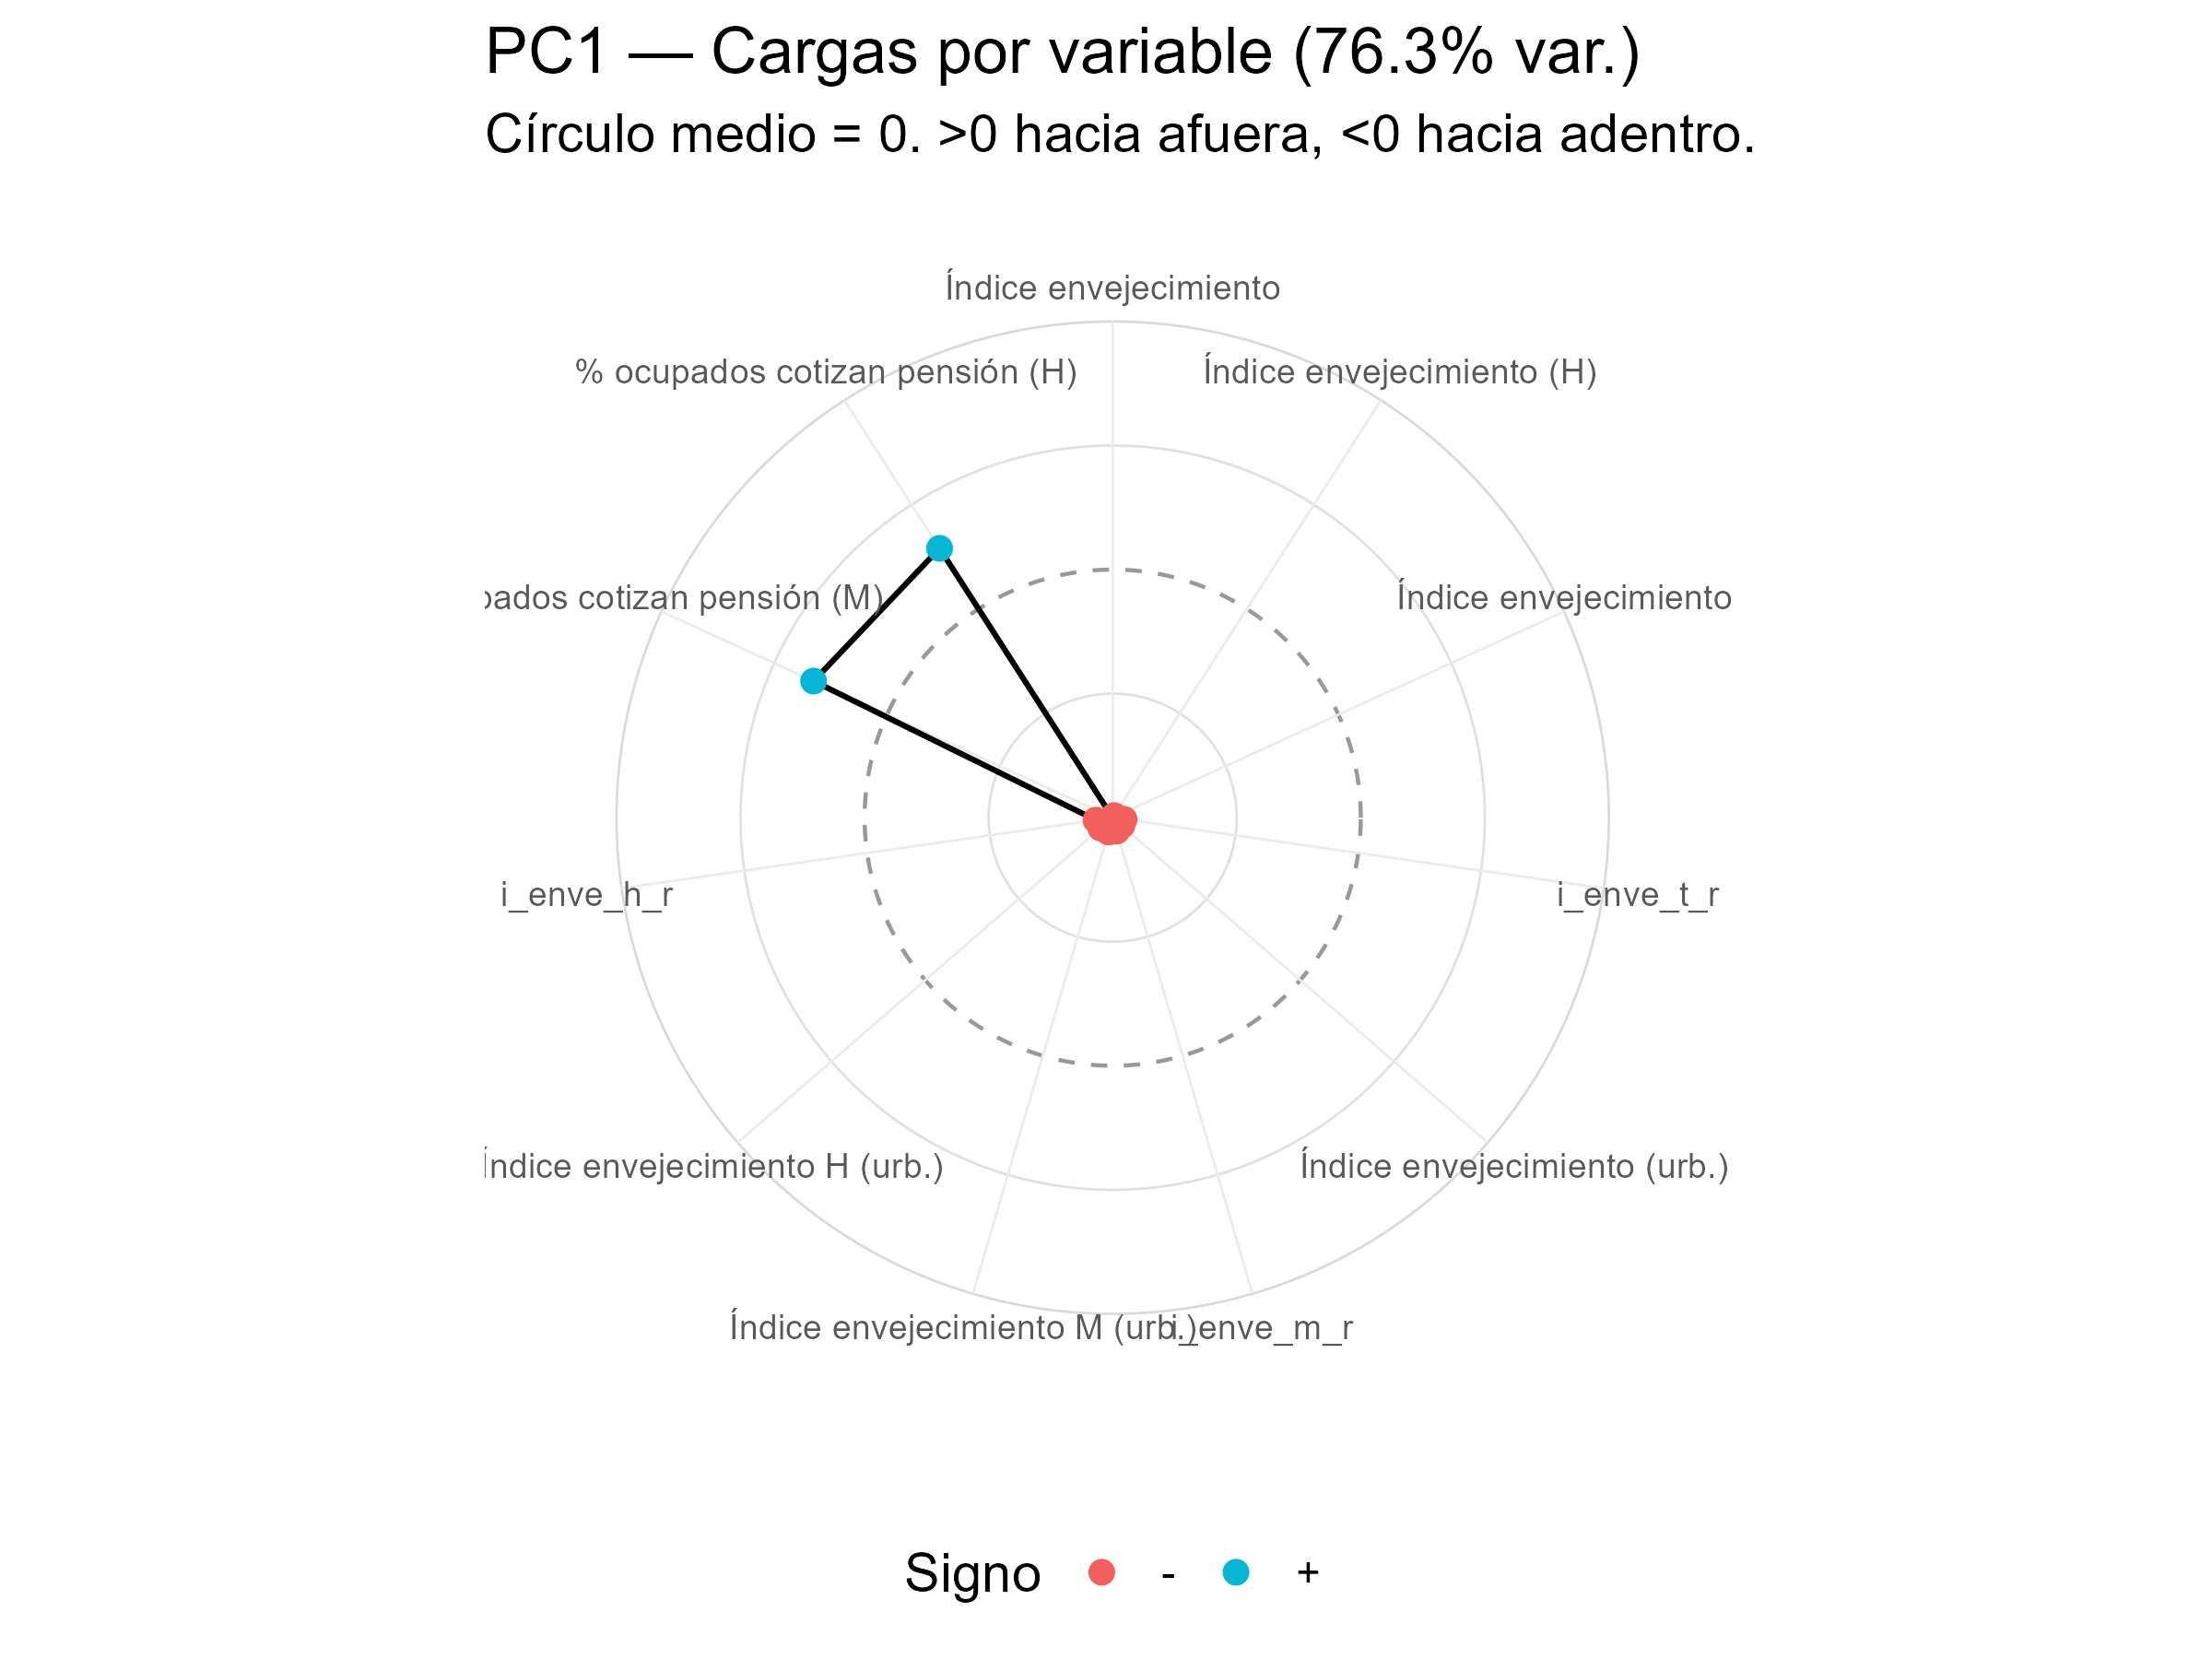 PC1 — Cargas por variable (76.3% var.)
Círculo medio = 0. >0 hacia afuera, <0 hacia adentro.
Índice envejecimiento
% ocupados cotizan pensión (H)
Índice envejecimiento (H)
pados cotizan pensión (M)
Índice envejecimiento
i_enve_h_r
i_enve_t_r
Índice envejecimiento H (urb.)
Índice envejecimiento (urb.)
Índice envejecimiento M (urb.)
i_enve_m_r
Signo - +